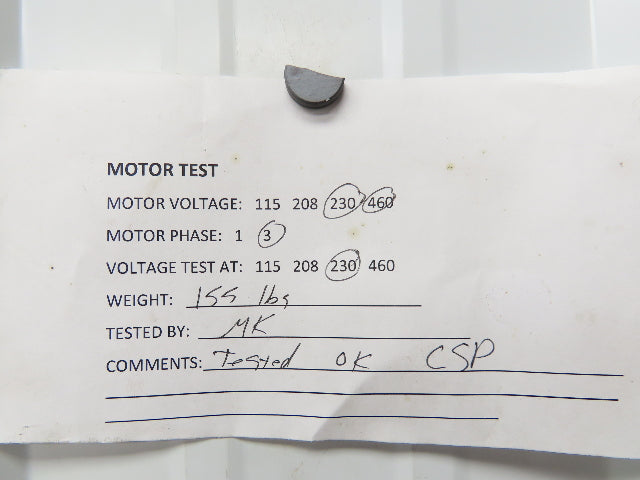 MOTOR TEST
MOTOR VOLTAGE: 115 208 230 460
MOTOR PHASE: 1 3
VOLTAGE TEST AT: 115 208 230 460
WEIGHT: 155 lbs
TESTED BY: MK
COMMENTS: Tested OK CSP